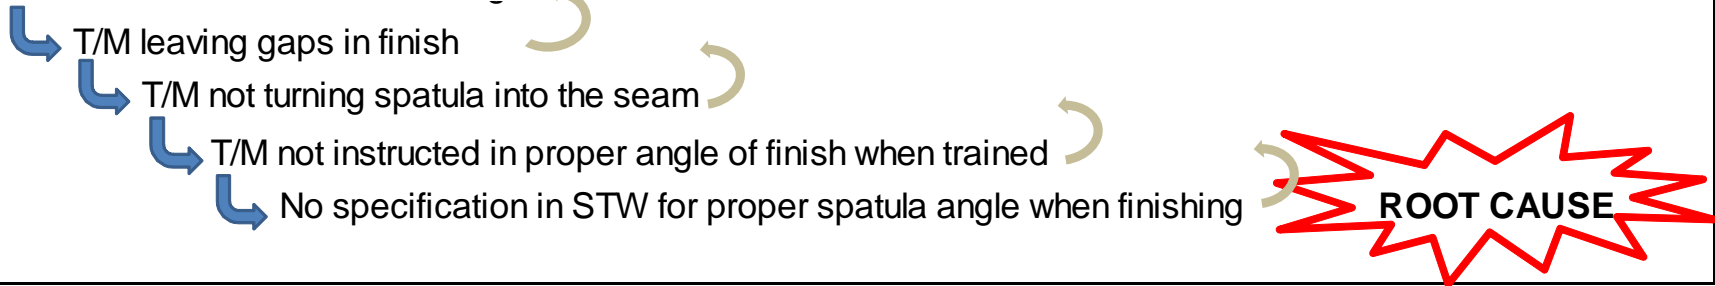 T/M leaving gaps in finish
T/M not turning spatula into the seam
T/M not instructed in proper angle of finish when trained
No specification in STW for proper spatula angle when finishing
ROOT CAUSE